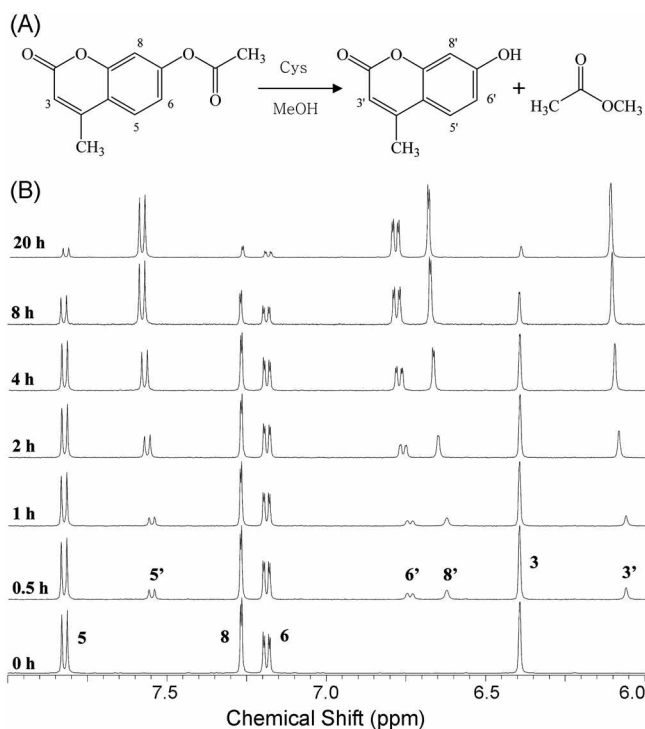 (A)
O O 8 O CH₃ Cys O O 8' OH O
3 6 O MeOH 3' 6' + H₃C O CH₃
5 5'
CH₃ CH₃
(B)
20 h
8 h
4 h
2 h
1 h
0.5 h 5' 6' 8' 3 3'
0 h 5 8 6
7.5 7.0 6.5 6.0
Chemical Shift (ppm)